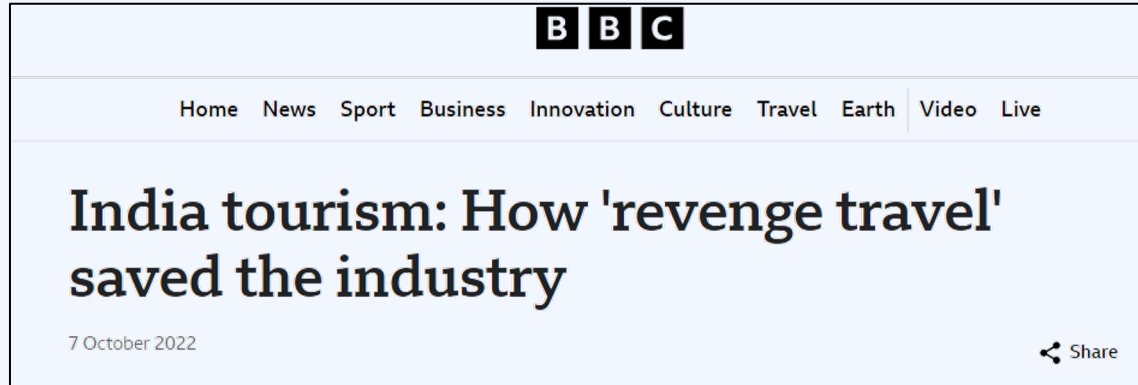 BBC
Home News Sport Business Innovation Culture Travel Earth Video Live
India tourism: How 'revenge travel'
saved the industry
7 October 2022
Share